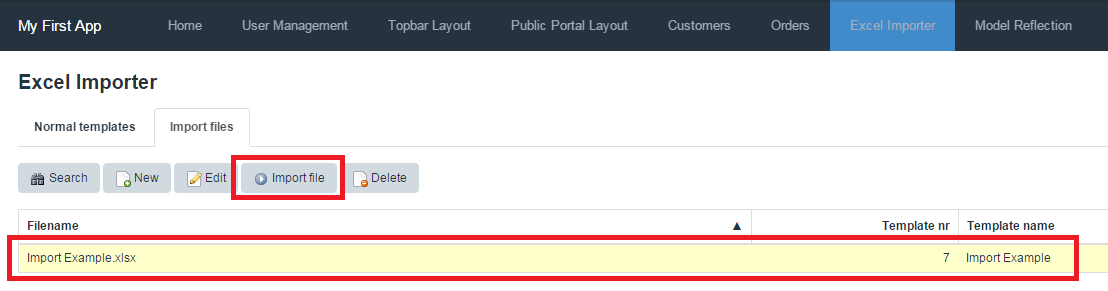 My First App Home User Management Topbar Layout Public Portal Layout Customers Orders Excel Importer Model Reflection
Excel Importer
Normal templates Import files
Search New Edit Import file Delete
Filename ▲ Template nr Template name
Import Example.xlsx 7 Import Example